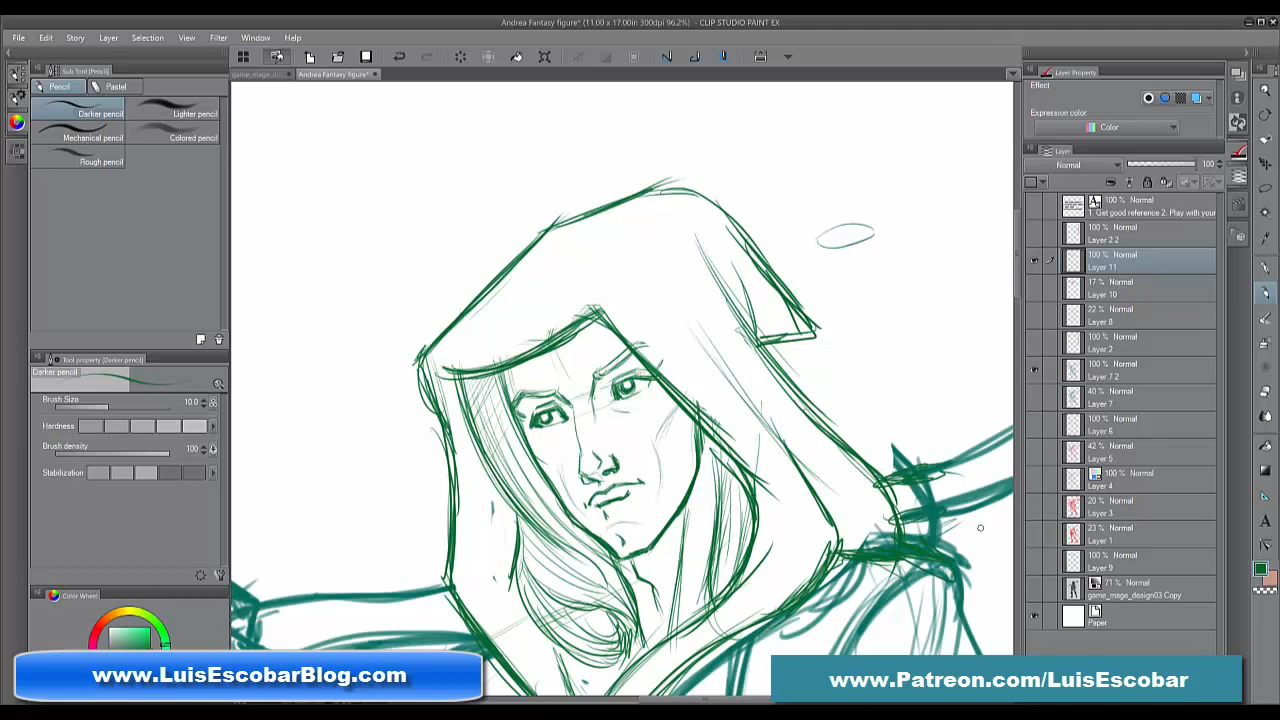 Andrea Fantasy figure* (11.00 x 17.00in 300dpi 96.2%) - CLIP STUDIO PAINT EX
File Edit Story Layer Selection View Filter Window Help
Sub Tool [Pencil]
Pencil Pastel
Darker pencil Lighter pencil
Mechanical pencil Colored pencil
Rough pencil
Tool property [Darker pencil]
Darker pencil
Brush Size 10.0
Hardness
Brush density 100
Stabilization
Color Wheel
Andrea Fantasy figure*
Layer Property
Effect
Expression color
Color
Layer
Normal 100
100 % Normal
1. Get good reference 2. Play with your
100 % Normal
Layer 2 2
100 % Normal
Layer 11
17 % Normal
Layer 10
22 % Normal
Layer 8
100 % Normal
Layer 2
100 % Normal
Layer 7 2
40 % Normal
Layer 7
100 % Normal
Layer 6
42 % Normal
Layer 5
100 % Normal
Layer 4
20 % Normal
Layer 3
23 % Normal
Layer 1
100 % Normal
Layer 9
71 % Normal
game_mage_design03 Copy
Paper
www.LuisEscobarBlog.com
www.Patreon.com/LuisEscobar